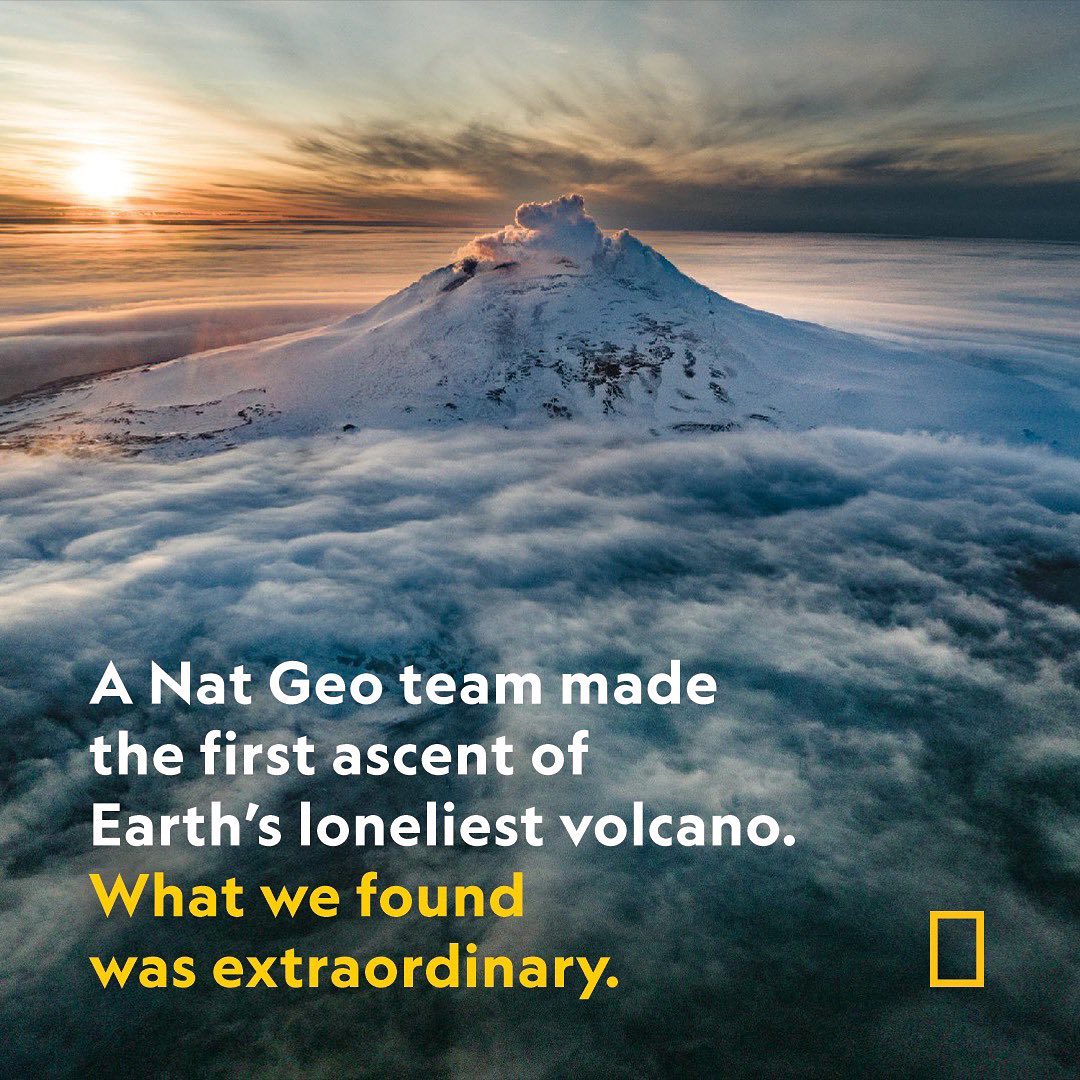 A Nat Geo team made
the first ascent of
Earth’s loneliest volcano.
What we found
was extraordinary.